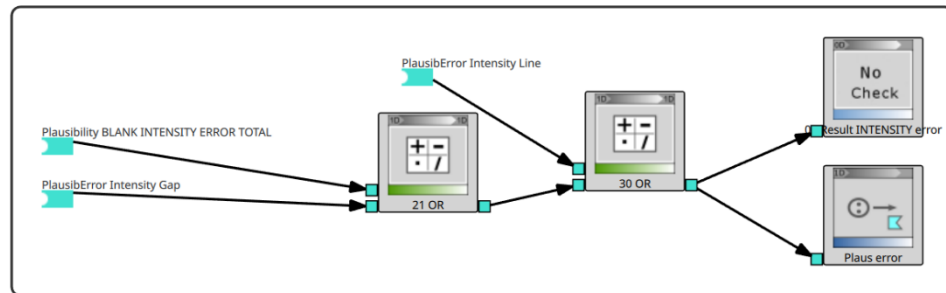 PlausibError Intensity Line
Plausibility BLANK INTENSITY ERROR TOTAL
PlausibError Intensity Gap
1D 1D
+ −
· /
21 OR
1D 1D
+ −
· /
30 OR
0D
No
Check
Result INTENSITY error
1D
Plaus error